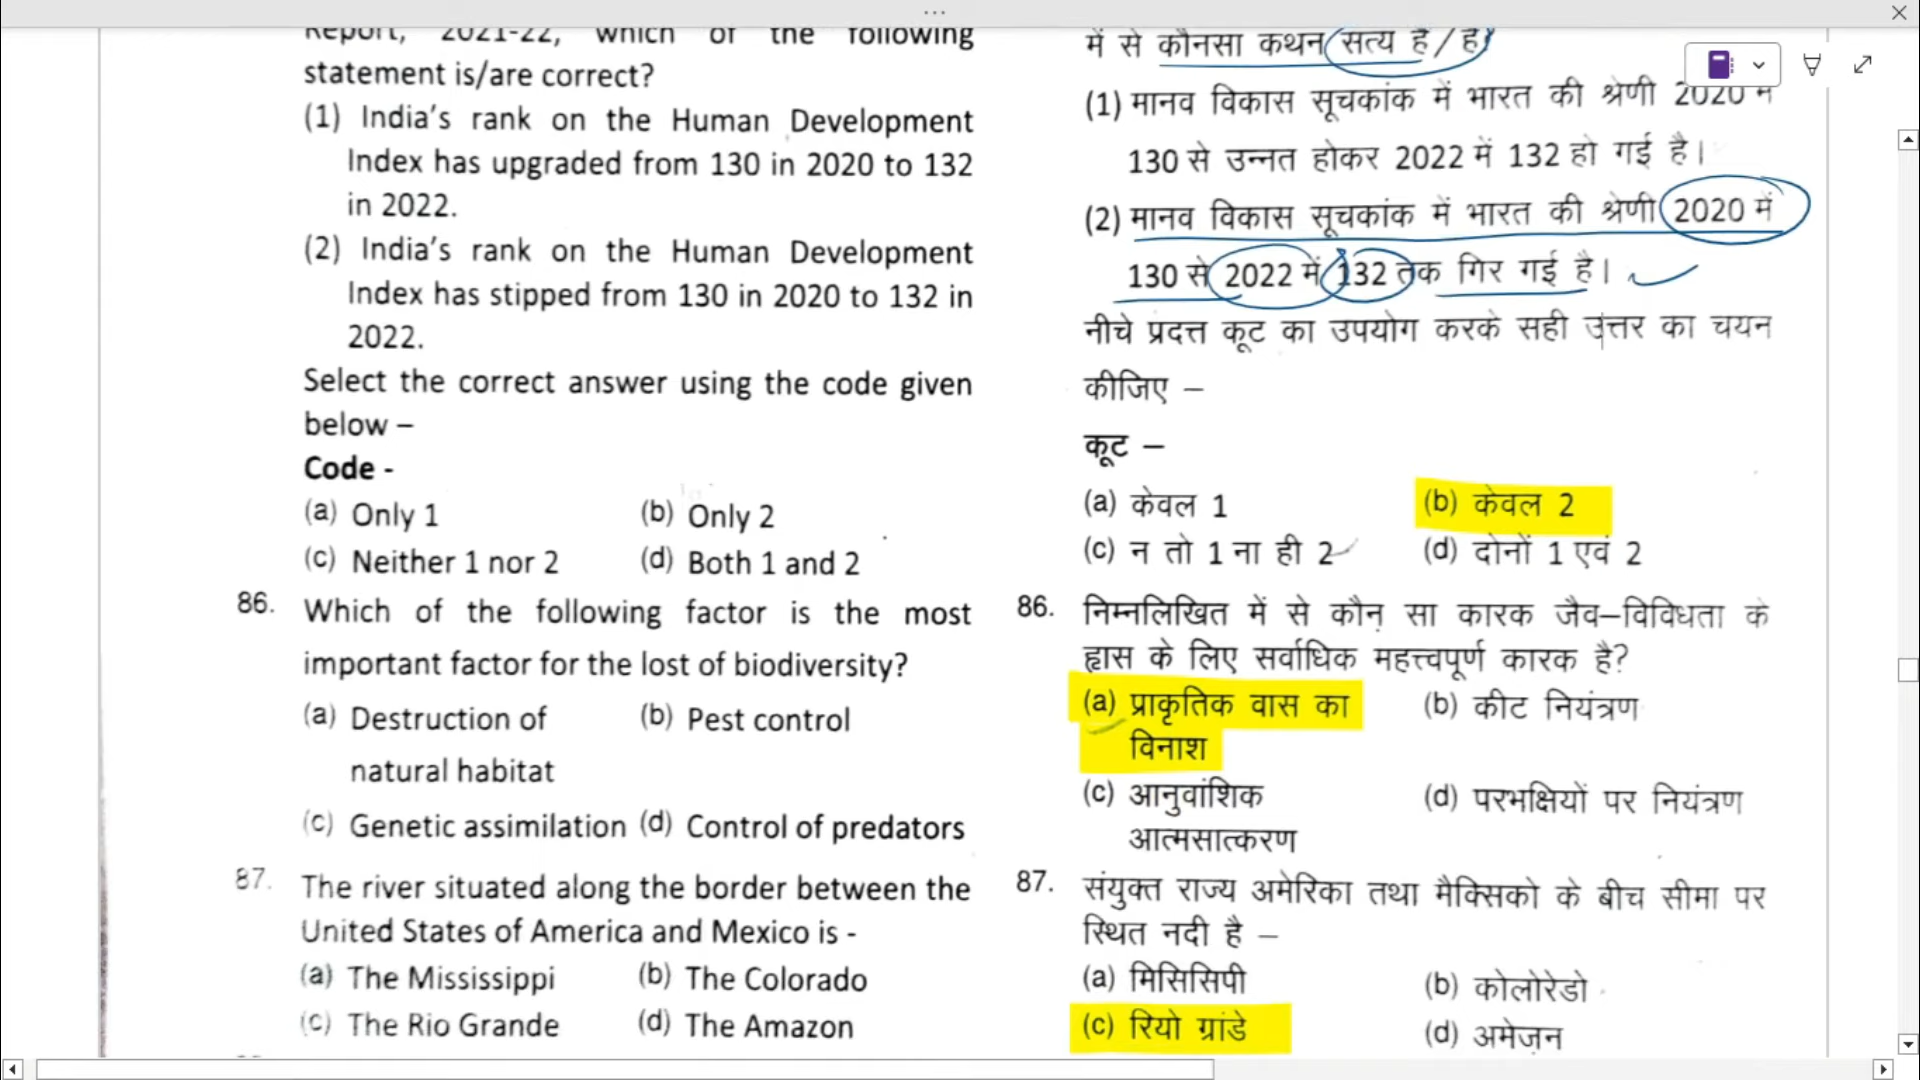 Report, 2021-22, which of the following
statement is/are correct?
(1) India's rank on the Human Development
Index has upgraded from 130 in 2020 to 132
in 2022.
(2) India's rank on the Human Development
Index has stipped from 130 in 2020 to 132 in
2022.
Select the correct answer using the code given
below –
Code -
(a) Only 1 (b) Only 2
(c) Neither 1 nor 2 (d) Both 1 and 2
86. Which of the following factor is the most
important factor for the lost of biodiversity?
(a) Destruction of (b) Pest control
natural habitat
(c) Genetic assimilation (d) Control of predators
87. The river situated along the border between the
United States of America and Mexico is -
(a) The Mississippi (b) The Colorado
(c) The Rio Grande (d) The Amazon
में से कौनसा कथन सत्य है / हैं
(1) मानव विकास सूचकांक में भारत की श्रेणी 2020 में
130 से उन्नत होकर 2022 में 132 हो गई है।
(2) मानव विकास सूचकांक में भारत की श्रेणी 2020 में
130 से 2022 में 132 तक गिर गई है।
नीचे प्रदत्त कूट का उपयोग करके सही उत्तर का चयन
कीजिए –
कूट –
(a) केवल 1 (b) केवल 2
(c) न तो 1 ना ही 2 (d) दोनों 1 एवं 2
86. निम्नलिखित में से कौन सा कारक जैव–विविधता के
ह्रास के लिए सर्वाधिक महत्त्वपूर्ण कारक है?
(a) प्राकृतिक वास का (b) कीट नियंत्रण
विनाश
(c) आनुवांशिक (d) परभक्षियों पर नियंत्रण
आत्मसात्करण
87. संयुक्त राज्य अमेरिका तथा मैक्सिको के बीच सीमा पर
स्थित नदी है –
(a) मिसिसिपी (b) कोलोरेडो
(c) रियो ग्रांडे (d) अमेज़न